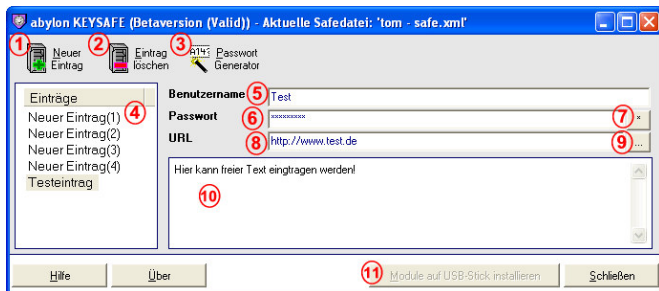 abylon KEYSAFE (Betaversion (Valid)) - Aktuelle Safedatei: 'tom - safe.xml'
1 Neuer Eintrag
2 Eintrag löschen
3 Passwort Generator
Einträge
4
Neuer Eintrag(1)
Neuer Eintrag(2)
Neuer Eintrag(3)
Neuer Eintrag(4)
Testeintrag
Benutzername 5 Test
Passwort 6 ********* 7 *
URL 8 http://www.test.de 9 ...
Hier kann freier Text eingtragen werden!
10
Hilfe
Über
11 Module auf USB-Stick installieren
Schließen